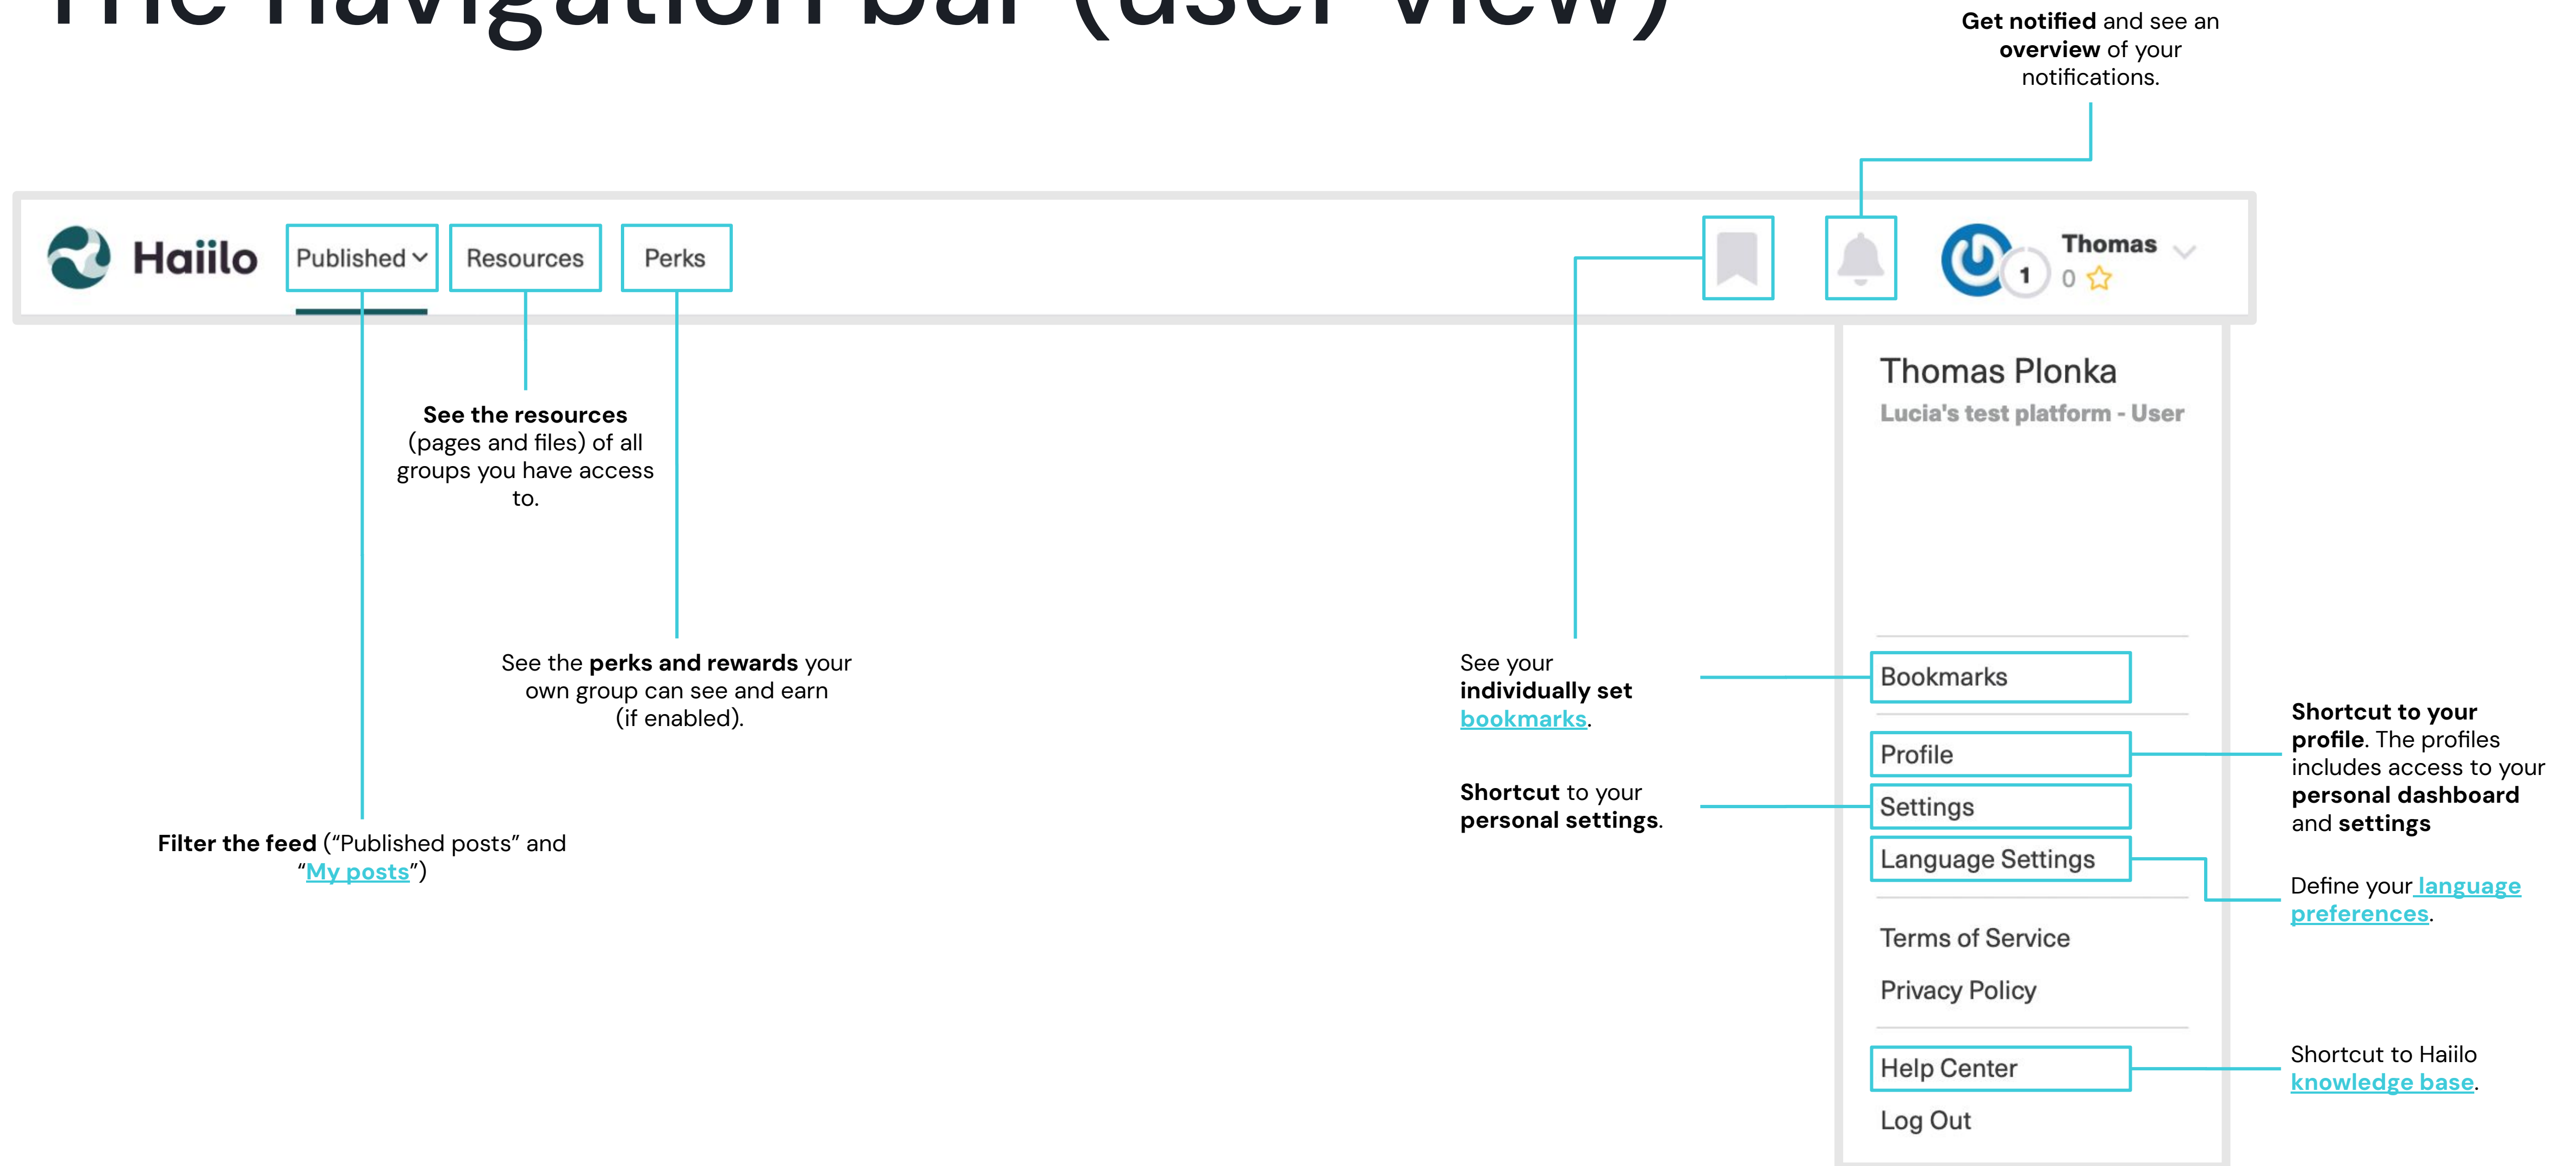 The navigation bar (user view)
Get notified and see an
overview of your
notifications.
Haiilo
Published
Resources
Perks
1
Thomas
0
See the resources
(pages and files) of all
groups you have access
to.
See the perks and rewards your
own group can see and earn
(if enabled).
Filter the feed (“Published posts” and
“My posts”)
See your
individually set
bookmarks.
Shortcut to your
personal settings.
Thomas Plonka
Lucia's test platform - User
Bookmarks
Profile
Settings
Language Settings
Terms of Service
Privacy Policy
Help Center
Log Out
Shortcut to your
profile. The profiles
includes access to your
personal dashboard
and settings
Define your language
preferences.
Shortcut to Haiilo
knowledge base.